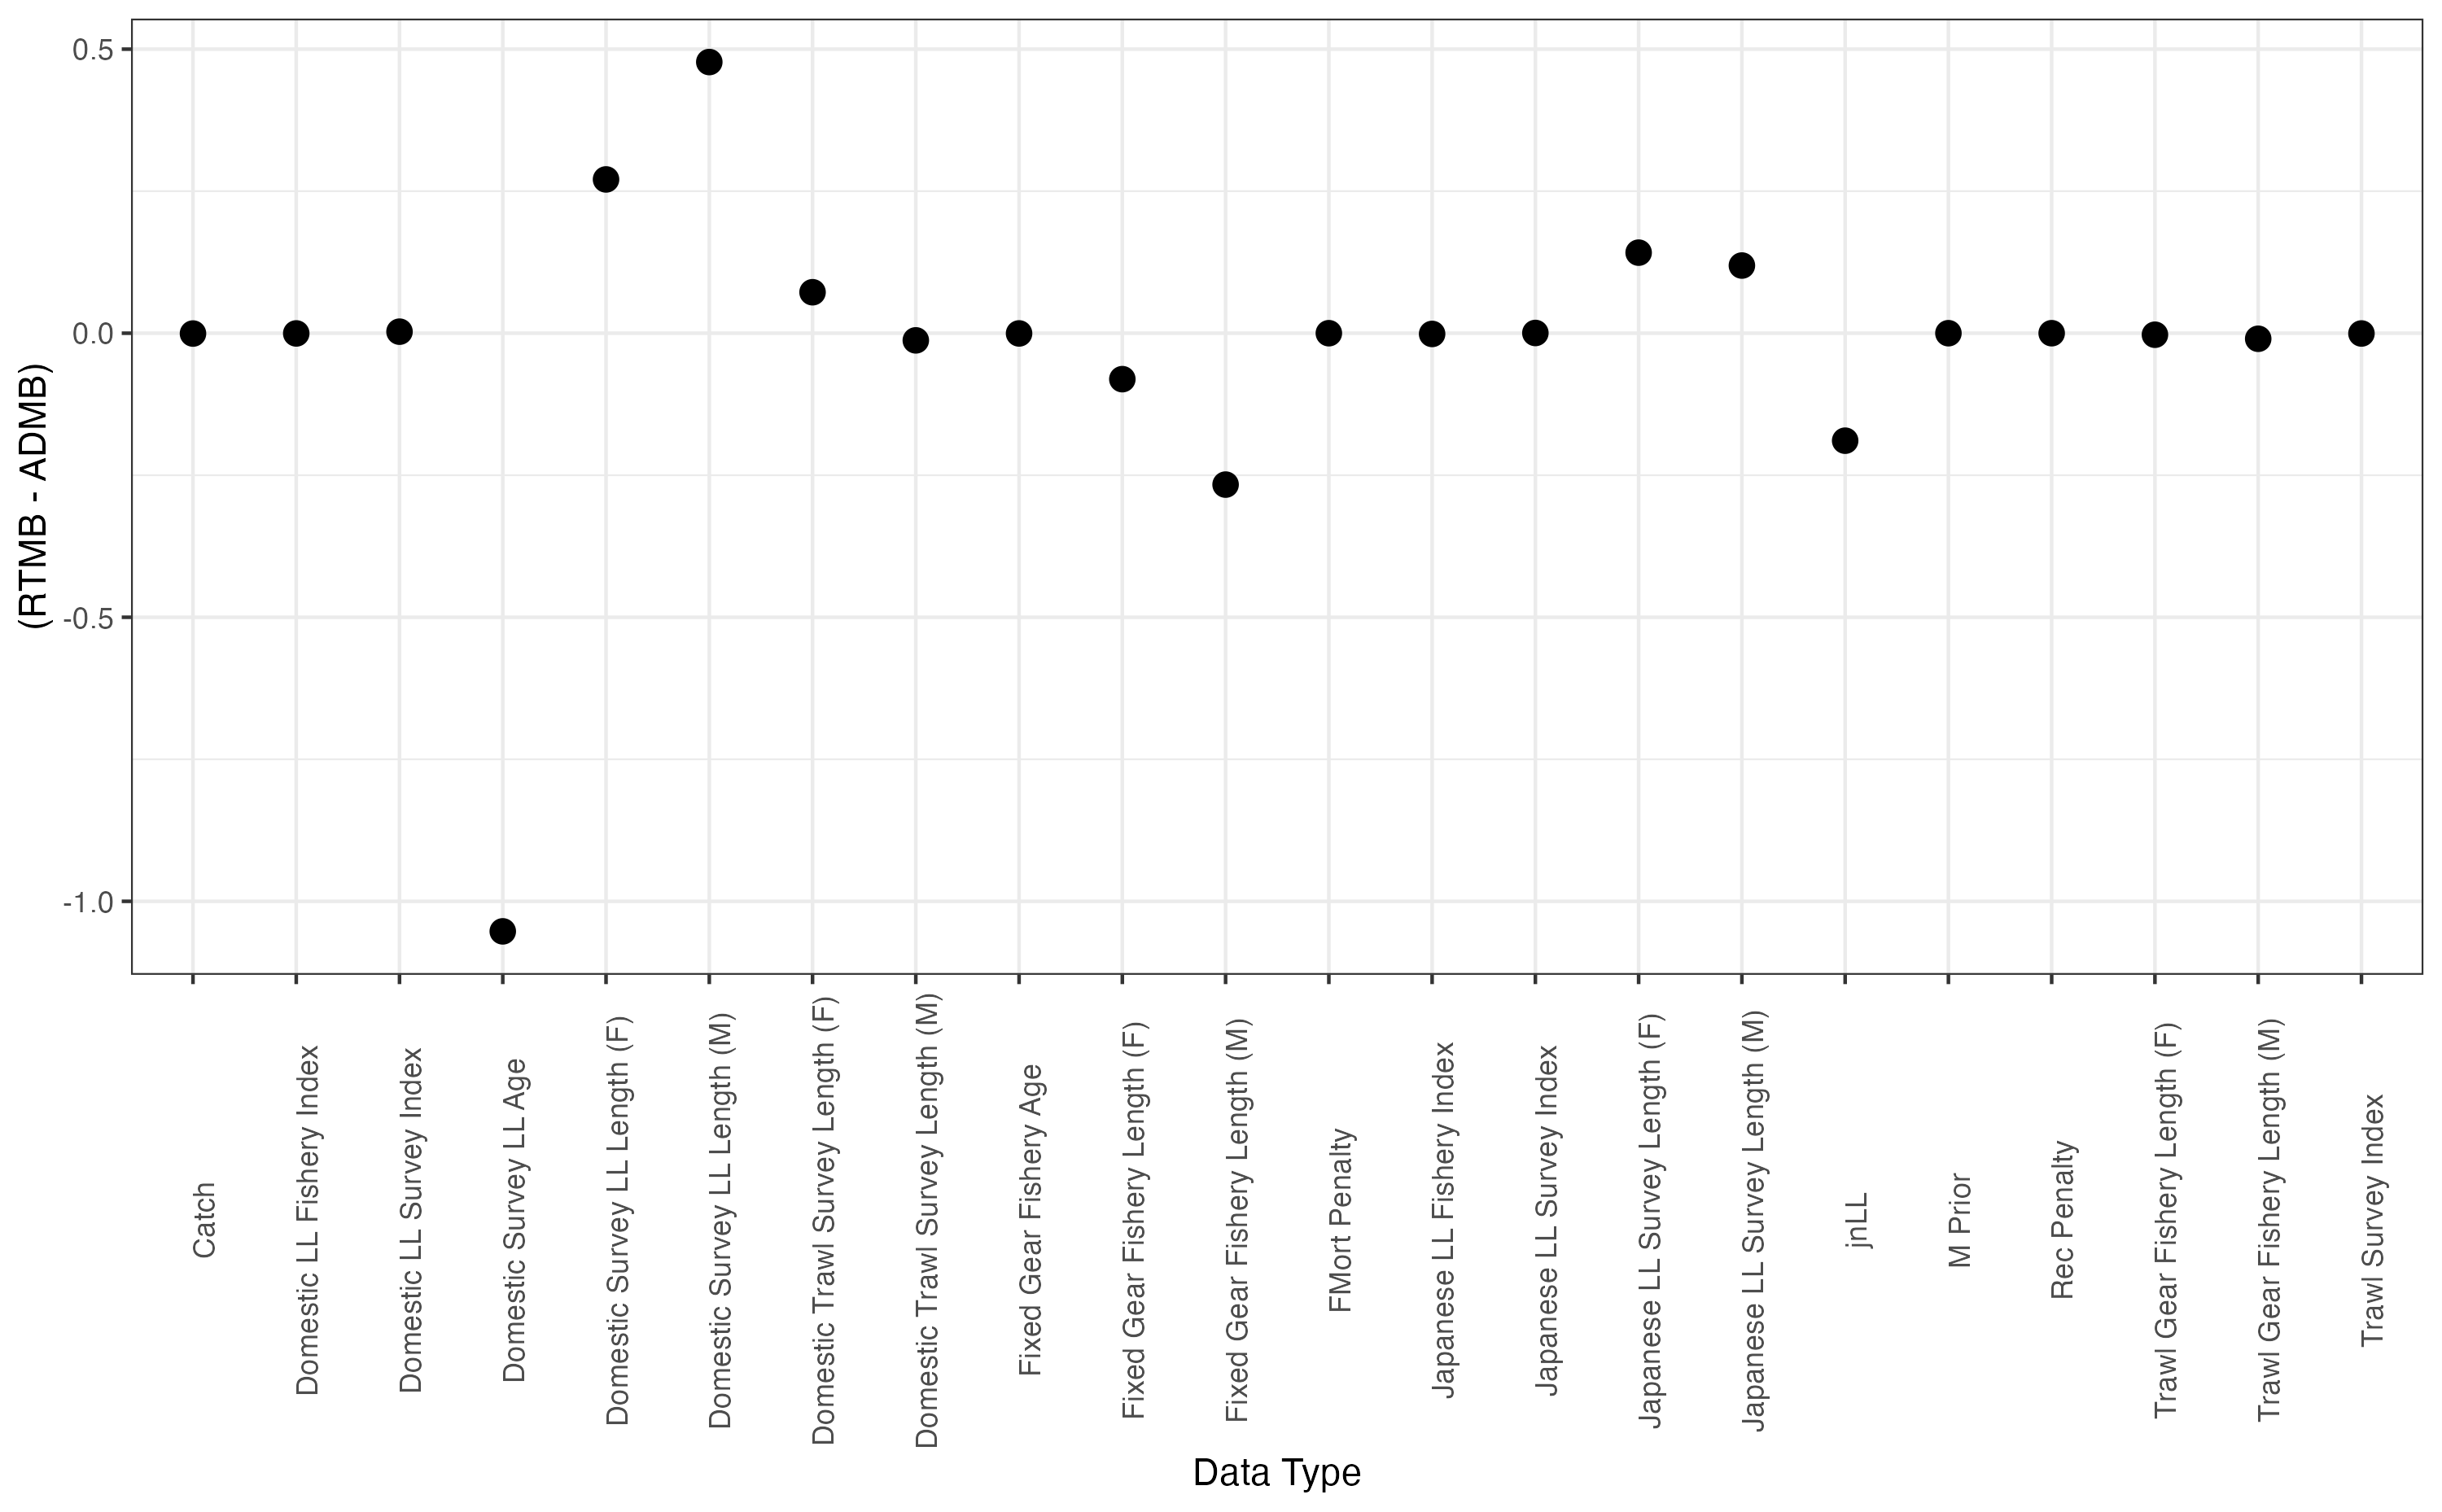 (RTMB - ADMB)
0.5
0.0
-0.5
-1.0
Catch
Domestic LL Fishery Index
Domestic LL Survey Index
Domestic Survey LL Age
Domestic Survey LL Length (F)
Domestic Survey LL Length (M)
Domestic Trawl Survey Length (F)
Domestic Trawl Survey Length (M)
Fixed Gear Fishery Age
Fixed Gear Fishery Length (F)
Fixed Gear Fishery Length (M)
FMort Penalty
Japanese LL Fishery Index
Japanese LL Survey Index
Japanese LL Survey Length (F)
Japanese LL Survey Length (M)
jnLL
M Prior
Rec Penalty
Trawl Gear Fishery Length (F)
Trawl Gear Fishery Length (M)
Trawl Survey Index
Data Type